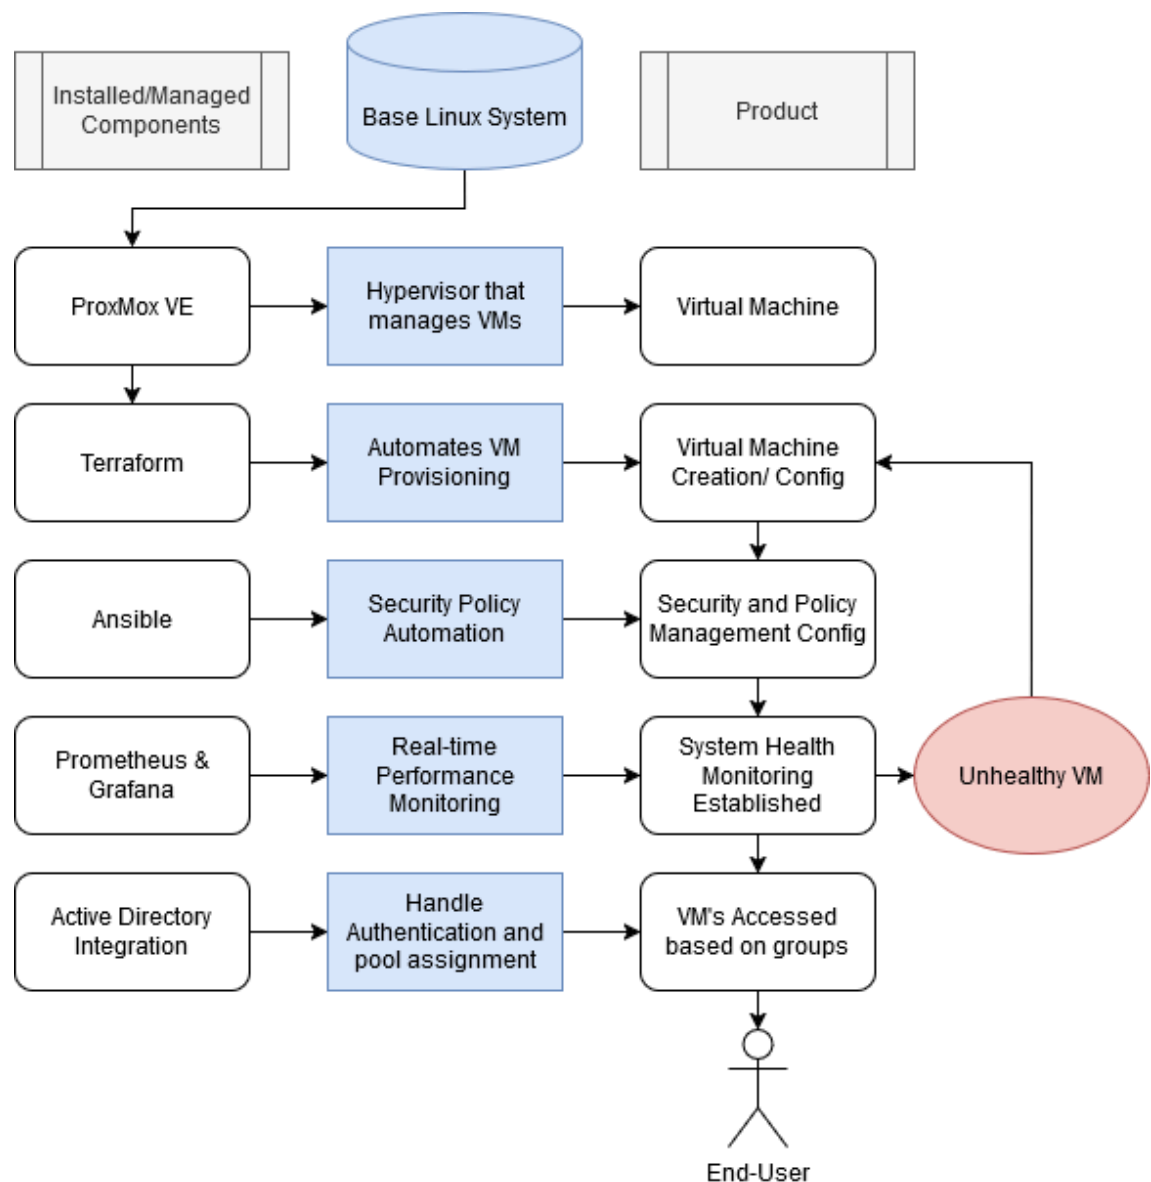 Installed/Managed
Components
Base Linux System
Product
ProxMox VE
Hypervisor that
manages VMs
Virtual Machine
Terraform
Automates VM
Provisioning
Virtual Machine
Creation/ Config
Ansible
Security Policy
Automation
Security and Policy
Management Config
Prometheus &
Grafana
Real-time
Performance
Monitoring
System Health
Monitoring
Established
Unhealthy VM
Active Directory
Integration
Handle
Authentication and
pool assignment
VM's Accessed
based on groups
End-User